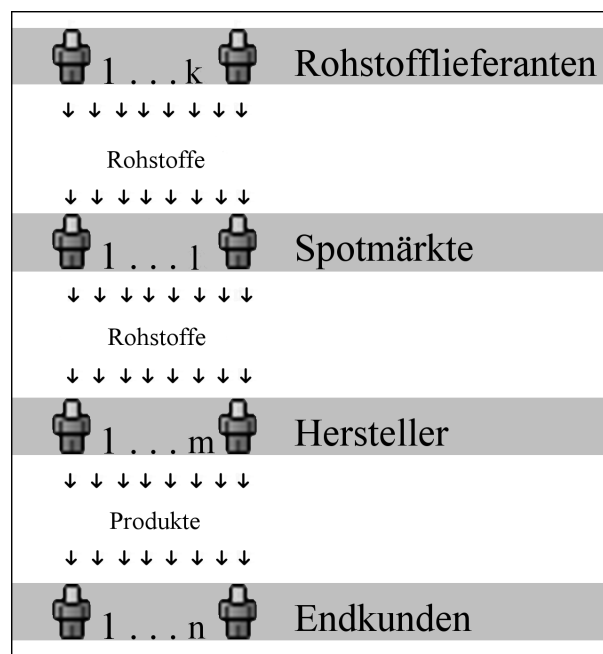 1 . . . k Rohstofflieferanten
Rohstoffe
1 . . . l Spotmärkte
Rohstoffe
1 . . . m Hersteller
Produkte
1 . . . n Endkunden